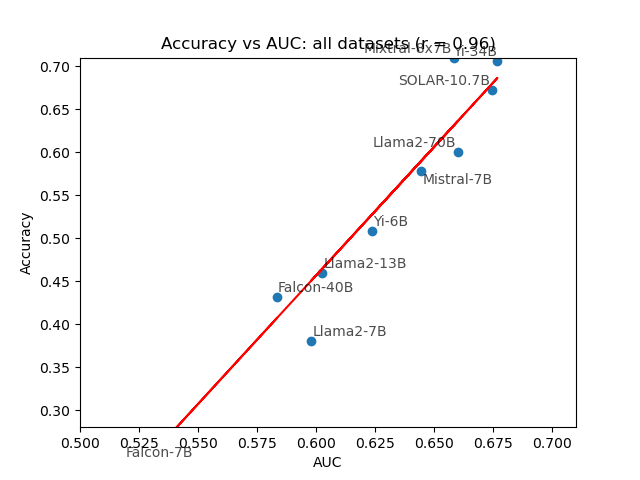 Accuracy vs AUC: all datasets (r = 0.96)
Mixtral-8x7B
Yi-34B
0.70
SOLAR-10.7B
0.65
Llama2-70B
0.60
Mistral-7B
0.55
Yi-6B
0.50
Llama2-13B
0.45
Falcon-40B
0.40
Llama2-7B
0.35
0.30
Accuracy
0.500 0.525 0.550 0.575 0.600 0.625 0.650 0.675 0.700
Falcon-7B
AUC